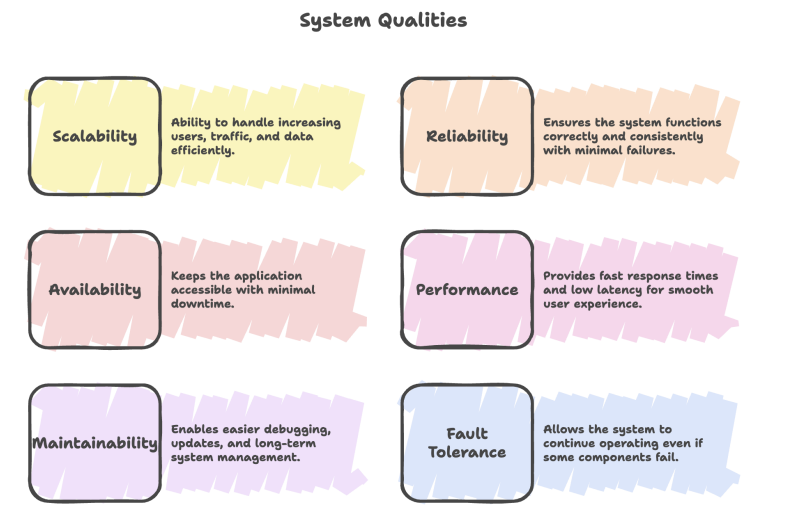 System Qualities
Scalability
Ability to handle increasing
users, traffic, and data
efficiently.
Reliability
Ensures the system functions
correctly and consistently
with minimal failures.
Availability
Keeps the application
accessible with minimal
downtime.
Performance
Provides fast response times
and low latency for smooth
user experience.
Maintainability
Enables easier debugging,
updates, and long-term
system management.
Fault
Tolerance
Allows the system to
continue operating even if
some components fail.